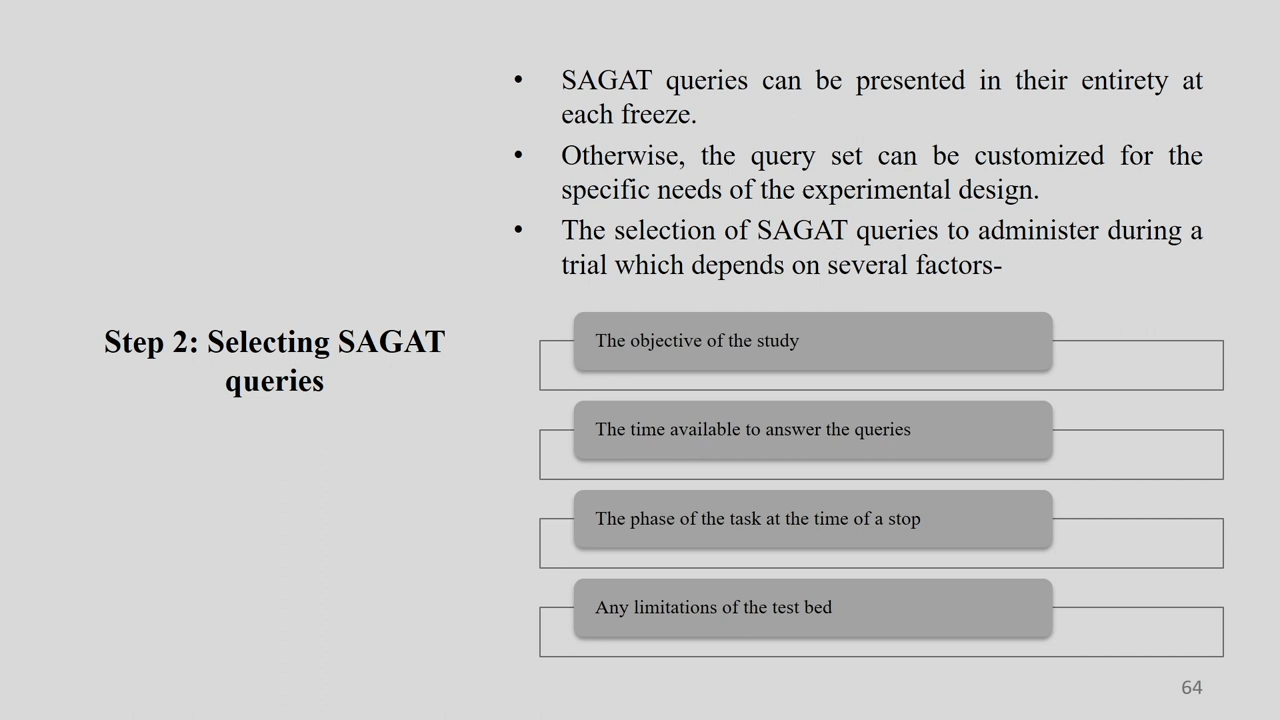 • SAGAT queries can be presented in their entirety at
each freeze.
• Otherwise, the query set can be customized for the
specific needs of the experimental design.
• The selection of SAGAT queries to administer during a
trial which depends on several factors-
Step 2: Selecting SAGAT
queries
The objective of the study
The time available to answer the queries
The phase of the task at the time of a stop
Any limitations of the test bed
64